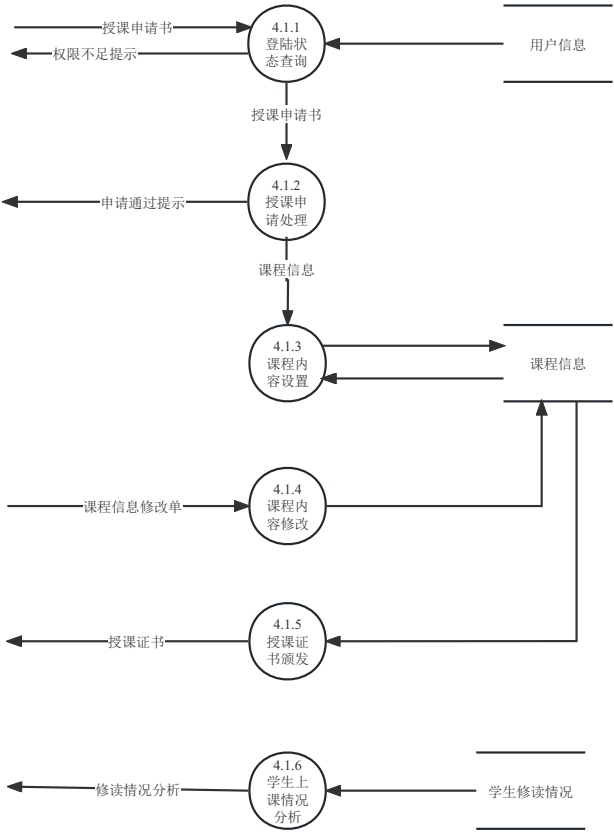 授课申请书
权限不足提示
4.1.1
登陆状
态查询
用户信息
授课申请书
4.1.2
授课申
请处理
申请通过提示
课程信息
4.1.3
课程内
容设置
课程信息
课程信息修改单
4.1.4
课程内
容修改
授课证书
4.1.5
授课证
书颁发
修读情况分析
4.1.6
学生上
课情况
分析
学生修读情况